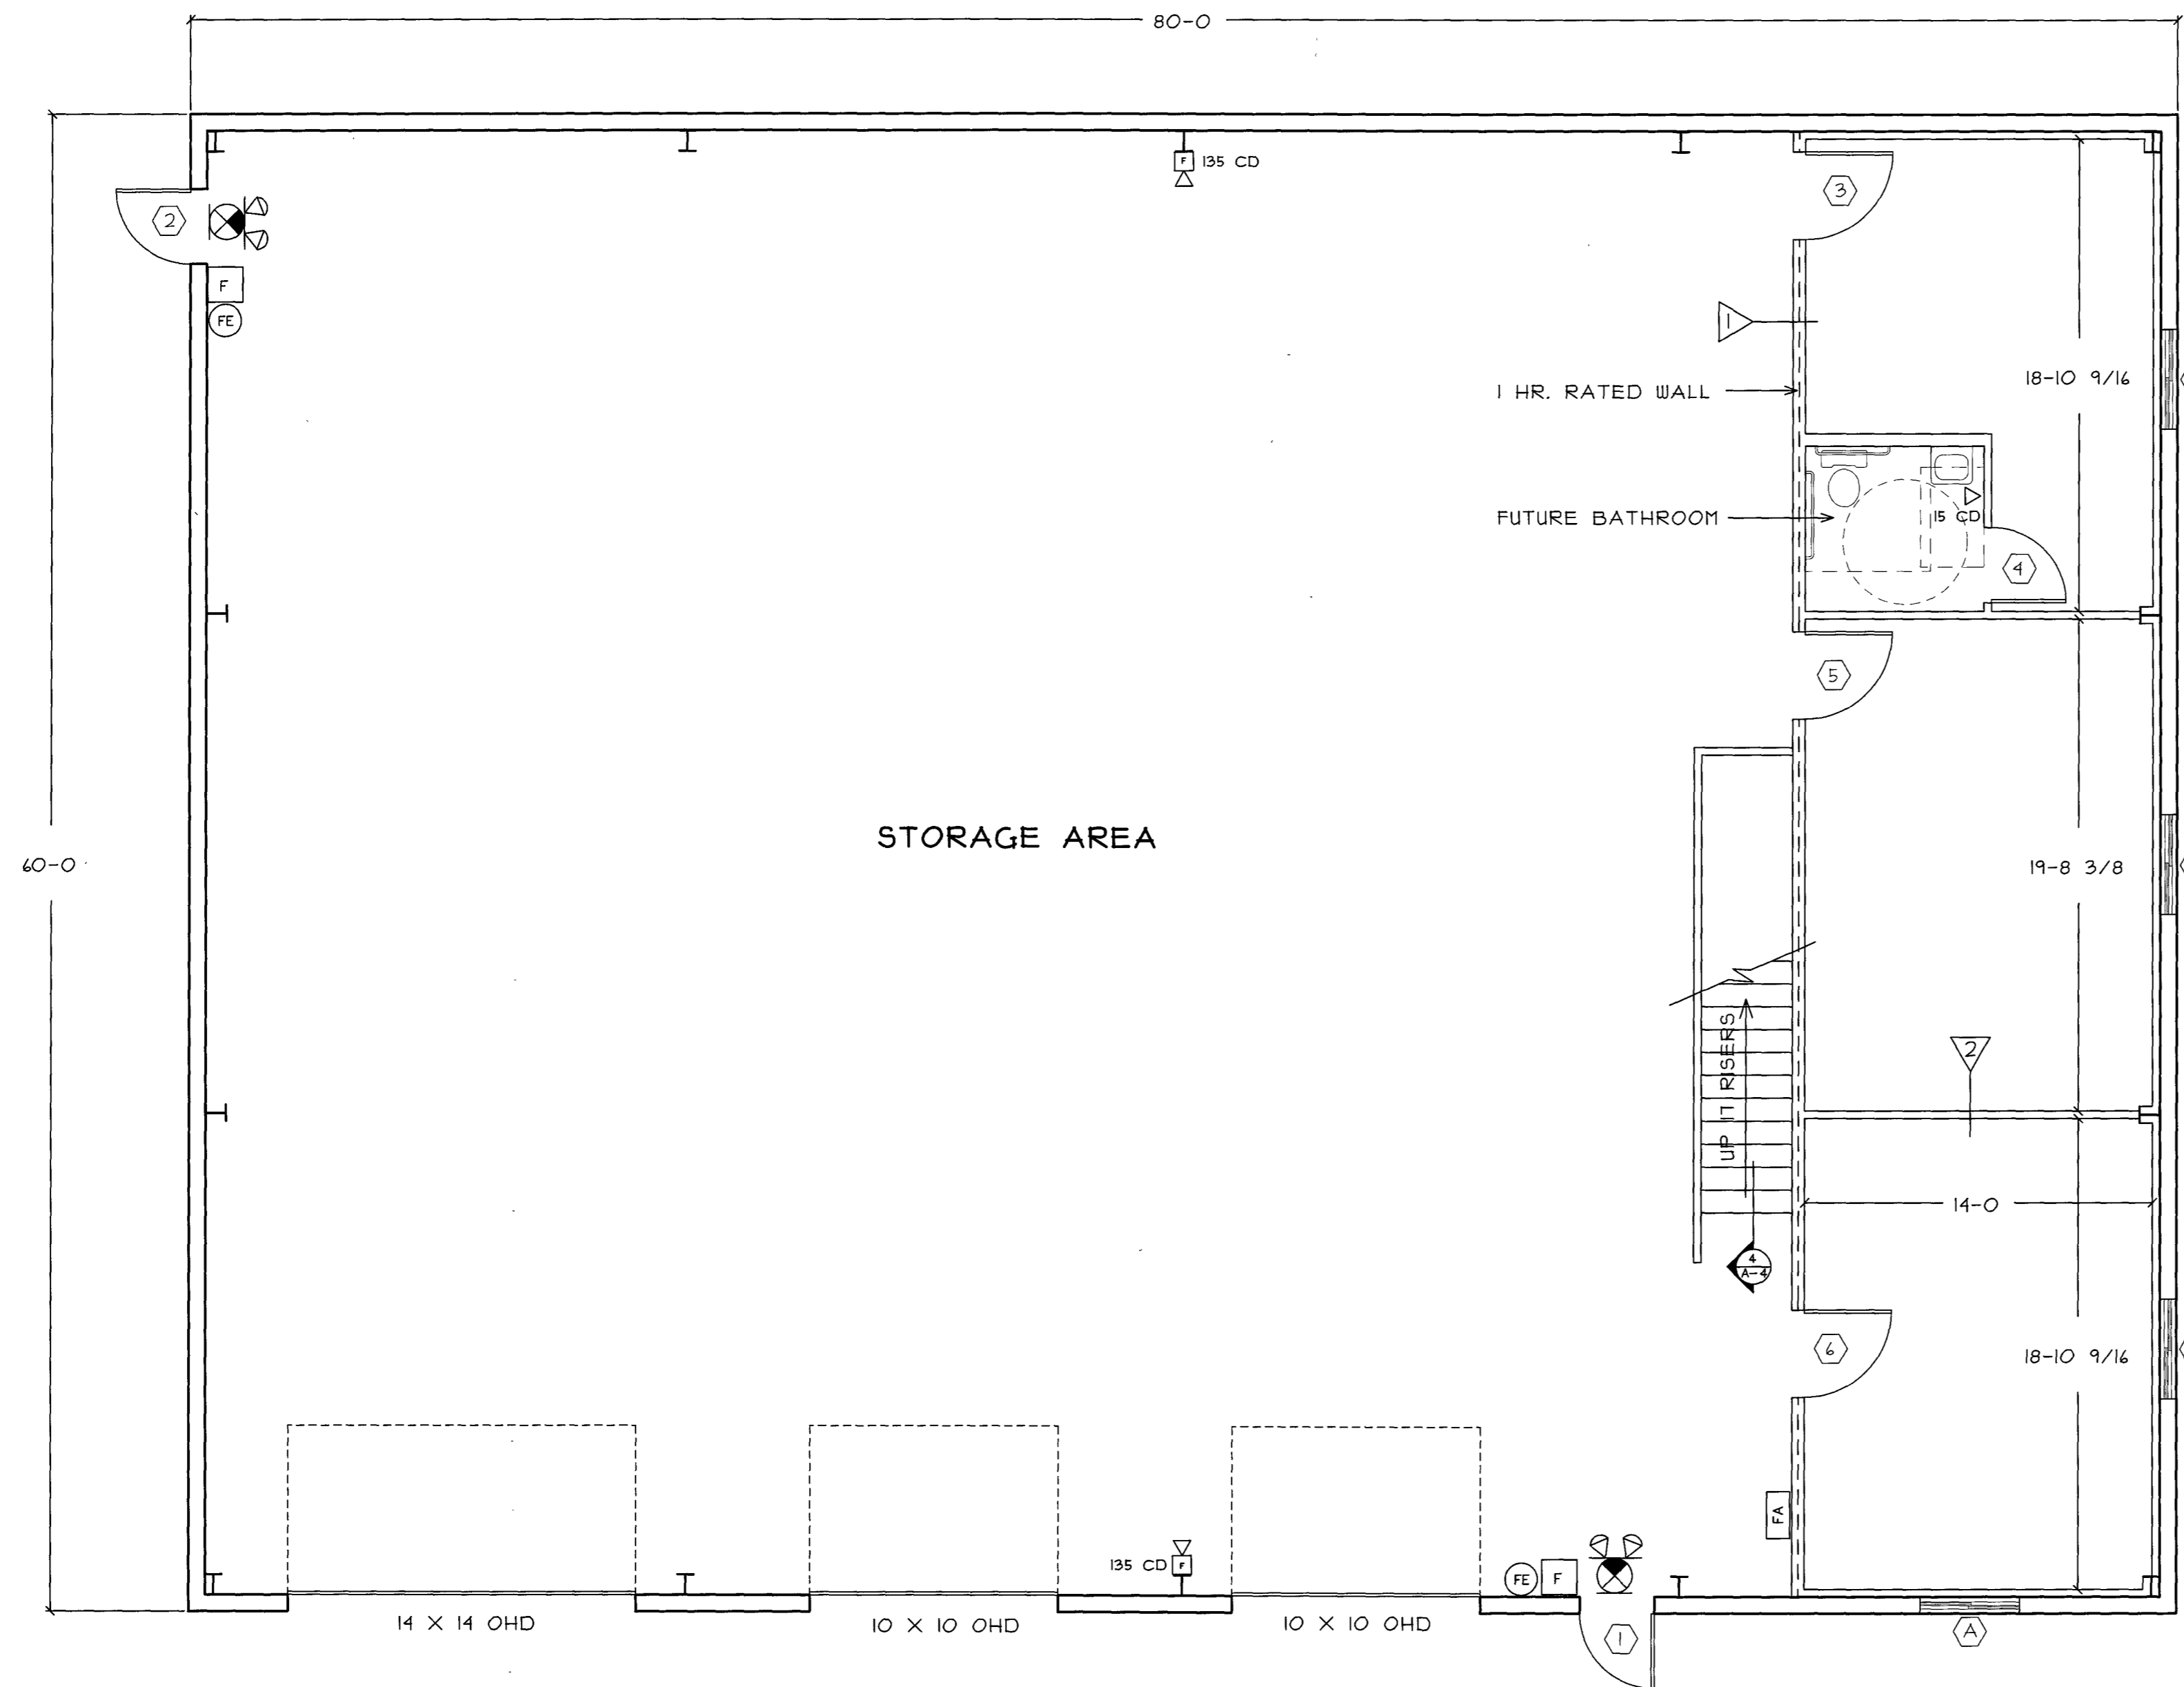 80-0
F 135 CD
2
3
F
FE
1
18-10 9/16
1 HR. RATED WALL
FUTURE BATHROOM
15 CD
4
5
STORAGE AREA
60-0
19-8 3/8
UP 17 RISERS
2
14-0
4
A-4
6
18-10 9/16
FA
135 CD F
FE F
14 X 14 OHD
10 X 10 OHD
10 X 10 OHD
1
A